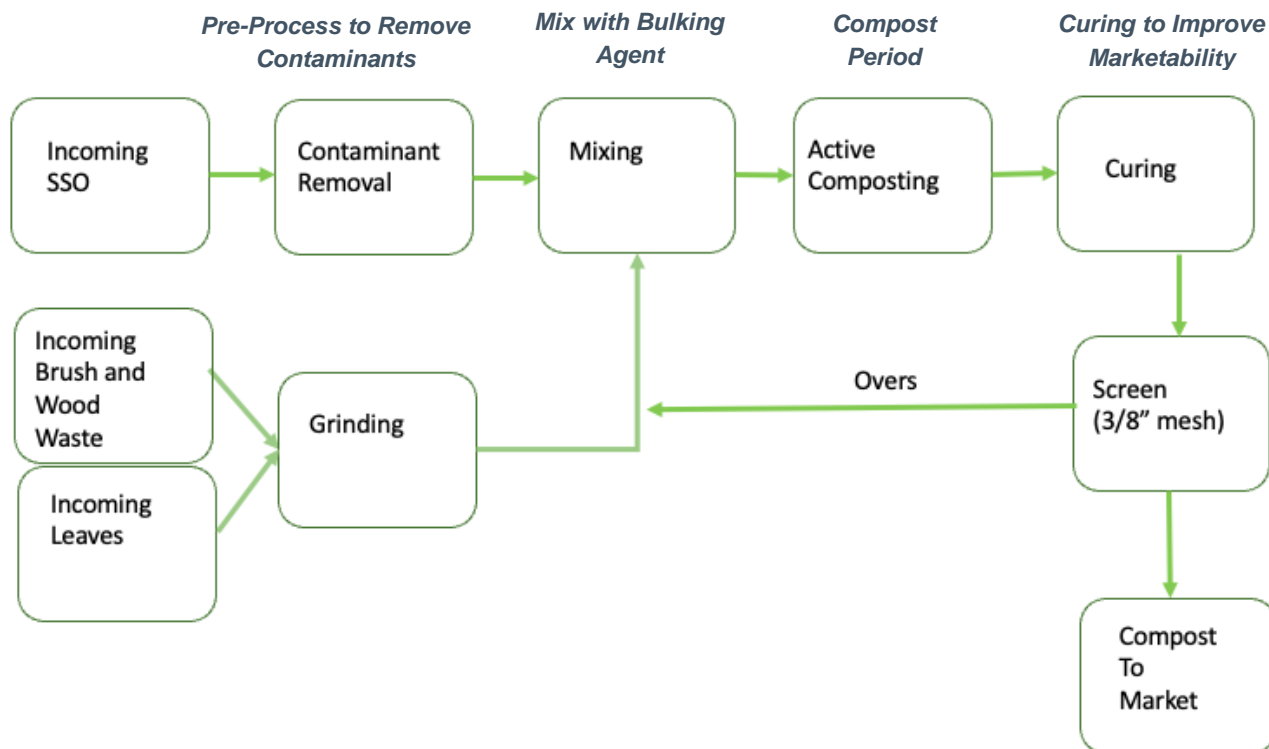 Pre-Process to Remove
Contaminants
Mix with Bulking
Agent
Compost
Period
Curing to Improve
Marketability
Incoming
SSO
Contaminant
Removal
Mixing
Active
Composting
Curing
Incoming
Brush and
Wood
Waste
Grinding
Overs
Screen
(3/8” mesh)
Incoming
Leaves
Compost
To
Market